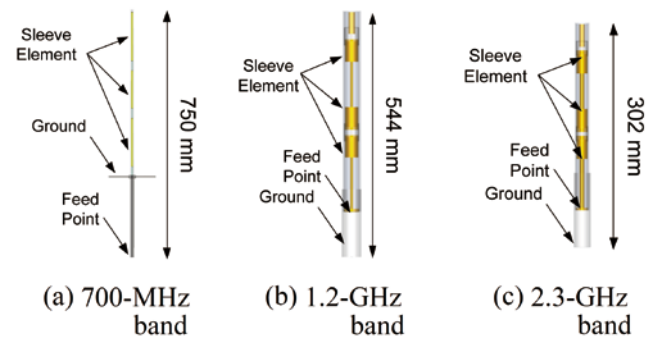 Sleeve
Element
Ground
Feed
Point
750 mm
(a) 700-MHz
band
Sleeve
Element
Feed
Point
Ground
544 mm
(b) 1.2-GHz
band
Sleeve
Element
Feed
Point
Ground
302 mm
(c) 2.3-GHz
band